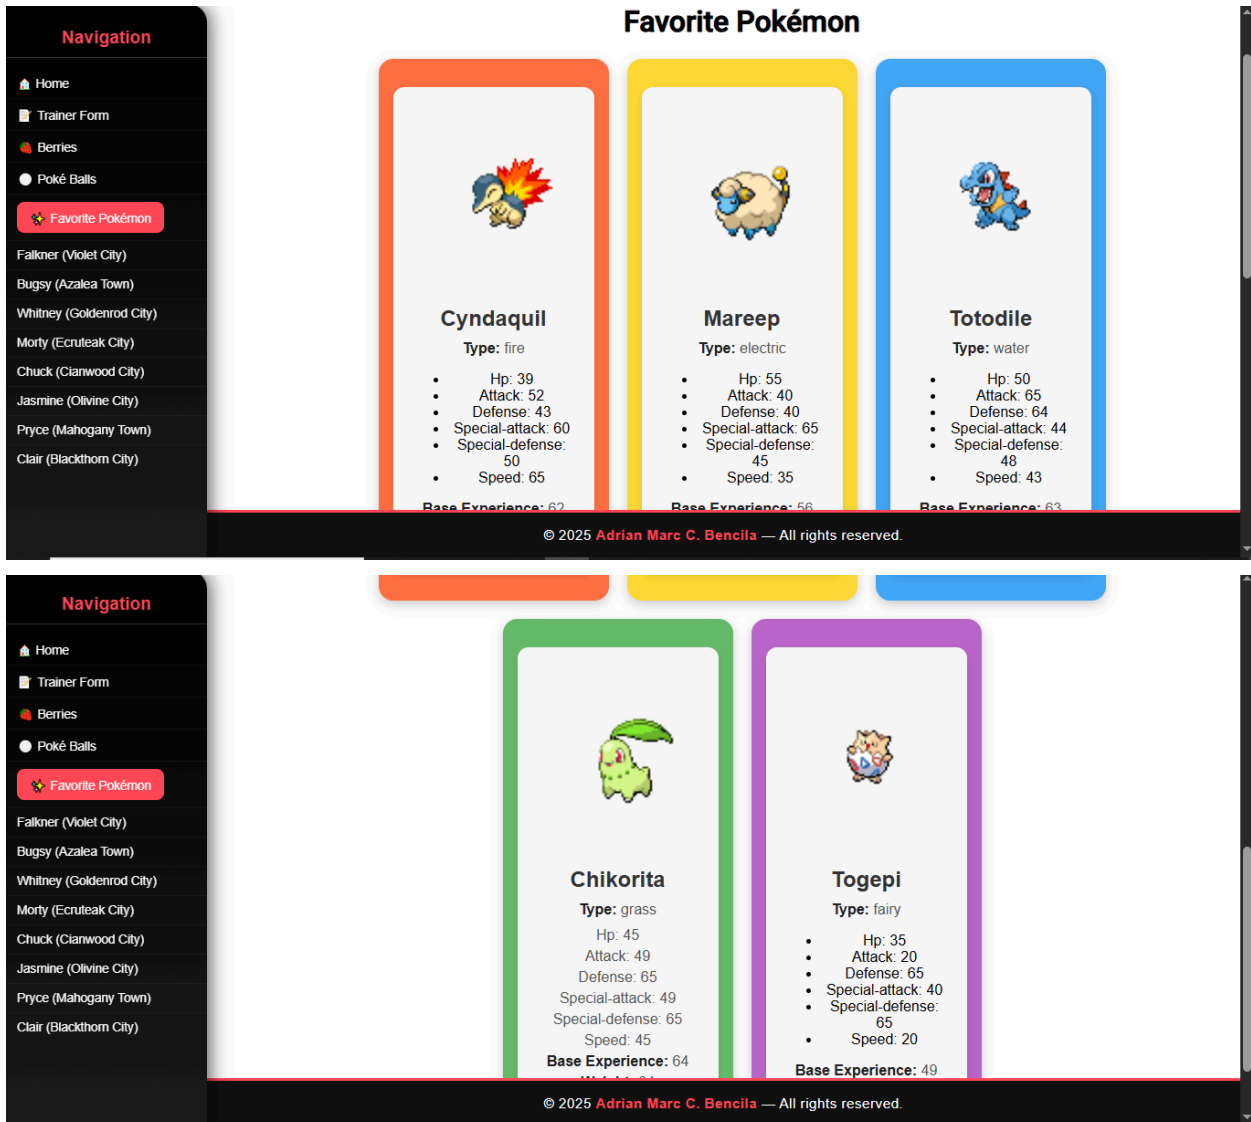 Navigation
Home
Trainer Form
Berries
Poké Balls
Favorite Pokémon
Falkner (Violet City)
Bugsy (Azalea Town)
Whitney (Goldenrod City)
Morty (Ecruteak City)
Chuck (Cianwood City)
Jasmine (Olivine City)
Pryce (Mahogany Town)
Clair (Blackthorn City)
Favorite Pokémon
Cyndaquil
Type: fire
Hp: 39
Attack: 52
Defense: 43
Special-attack: 60
Special-defense:
50
Speed: 65
Base Experience: 62
Mareep
Type: electric
Hp: 55
Attack: 40
Defense: 40
Special-attack: 65
Special-defense:
45
Speed: 35
Base Experience: 56
Totodile
Type: water
Hp: 50
Attack: 65
Defense: 64
Special-attack: 44
Special-defense:
48
Speed: 43
Base Experience: 63
© 2025 Adrian Marc C. Bencila — All rights reserved.
Navigation
Home
Trainer Form
Berries
Poké Balls
Favorite Pokémon
Falkner (Violet City)
Bugsy (Azalea Town)
Whitney (Goldenrod City)
Morty (Ecruteak City)
Chuck (Cianwood City)
Jasmine (Olivine City)
Pryce (Mahogany Town)
Clair (Blackthorn City)
Chikorita
Type: grass
Hp: 45
Attack: 49
Defense: 65
Special-attack: 49
Special-defense: 65
Speed: 45
Base Experience: 64
Togepi
Type: fairy
Hp: 35
Attack: 20
Defense: 65
Special-attack: 40
Special-defense:
65
Speed: 20
Base Experience: 49
© 2025 Adrian Marc C. Bencila — All rights reserved.